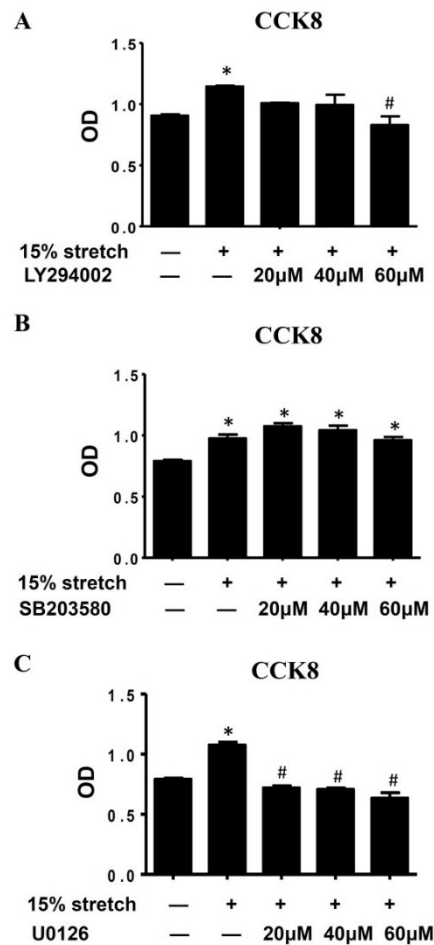 A
CCK8
1.5
*
#
1.0
OD
0.5
0.0
15% stretch — + + + +
LY294002 — — 20µM 40µM 60µM
B
CCK8
1.5
* * * *
1.0
OD
0.5
0.0
15% stretch — + + + +
SB203580 — — 20µM 40µM 60µM
C
CCK8
1.5
*
# # #
1.0
OD
0.5
0.0
15% stretch — + + + +
U0126 — — 20µM 40µM 60µM